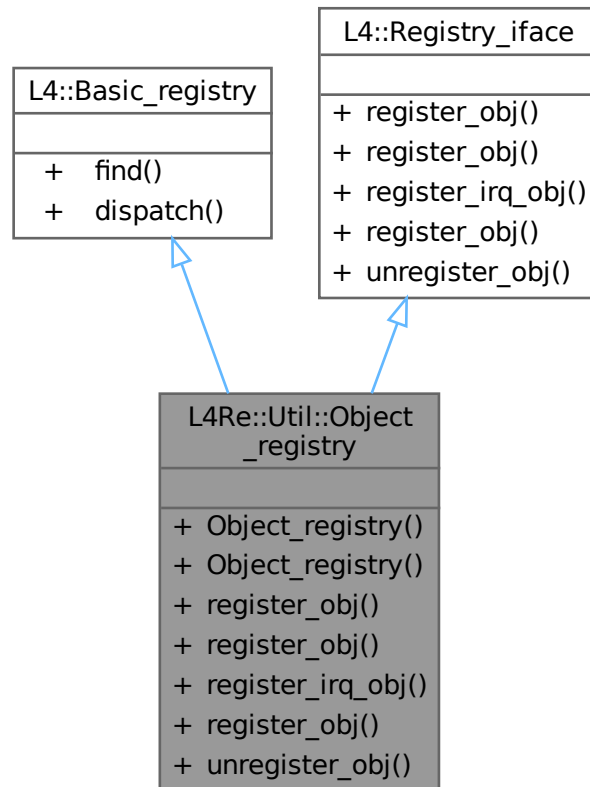 L4::Basic_registry
+ find()
+ dispatch()
L4::Registry_iface
+ register_obj()
+ register_obj()
+ register_irq_obj()
+ register_obj()
+ unregister_obj()
L4Re::Util::Object
_registry
+ Object_registry()
+ Object_registry()
+ register_obj()
+ register_obj()
+ register_irq_obj()
+ register_obj()
+ unregister_obj()